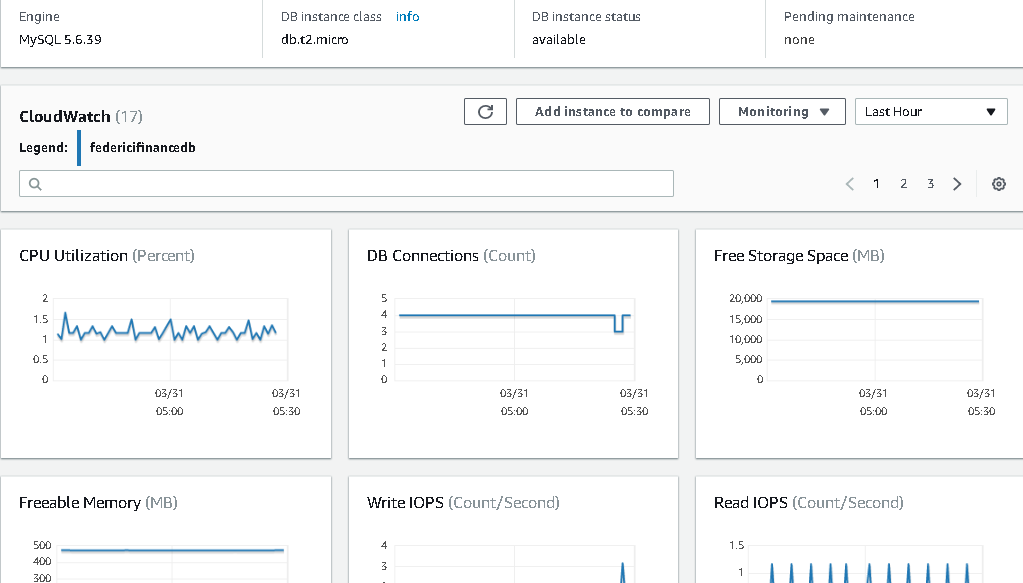 Engine
DB instance class info
DB instance status
Pending maintenance
MySQL 5.6.39
db.t2.micro
available
none
CloudWatch (17)
Add instance to compare
Monitoring
Last Hour
Legend: federicifinancedb
1 2 3
CPU Utilization (Percent)
2
1.5
1
0.5
0
03/31 03/31
05:00 05:30
DB Connections (Count)
5
4
3
2
1
0
03/31 03/31
05:00 05:30
Free Storage Space (MB)
20,000
15,000
10,000
5,000
0
03/31 03/31
05:00 05:30
Freeable Memory (MB)
500
400
300
Write IOPS (Count/Second)
4
3
Read IOPS (Count/Second)
1.5
1